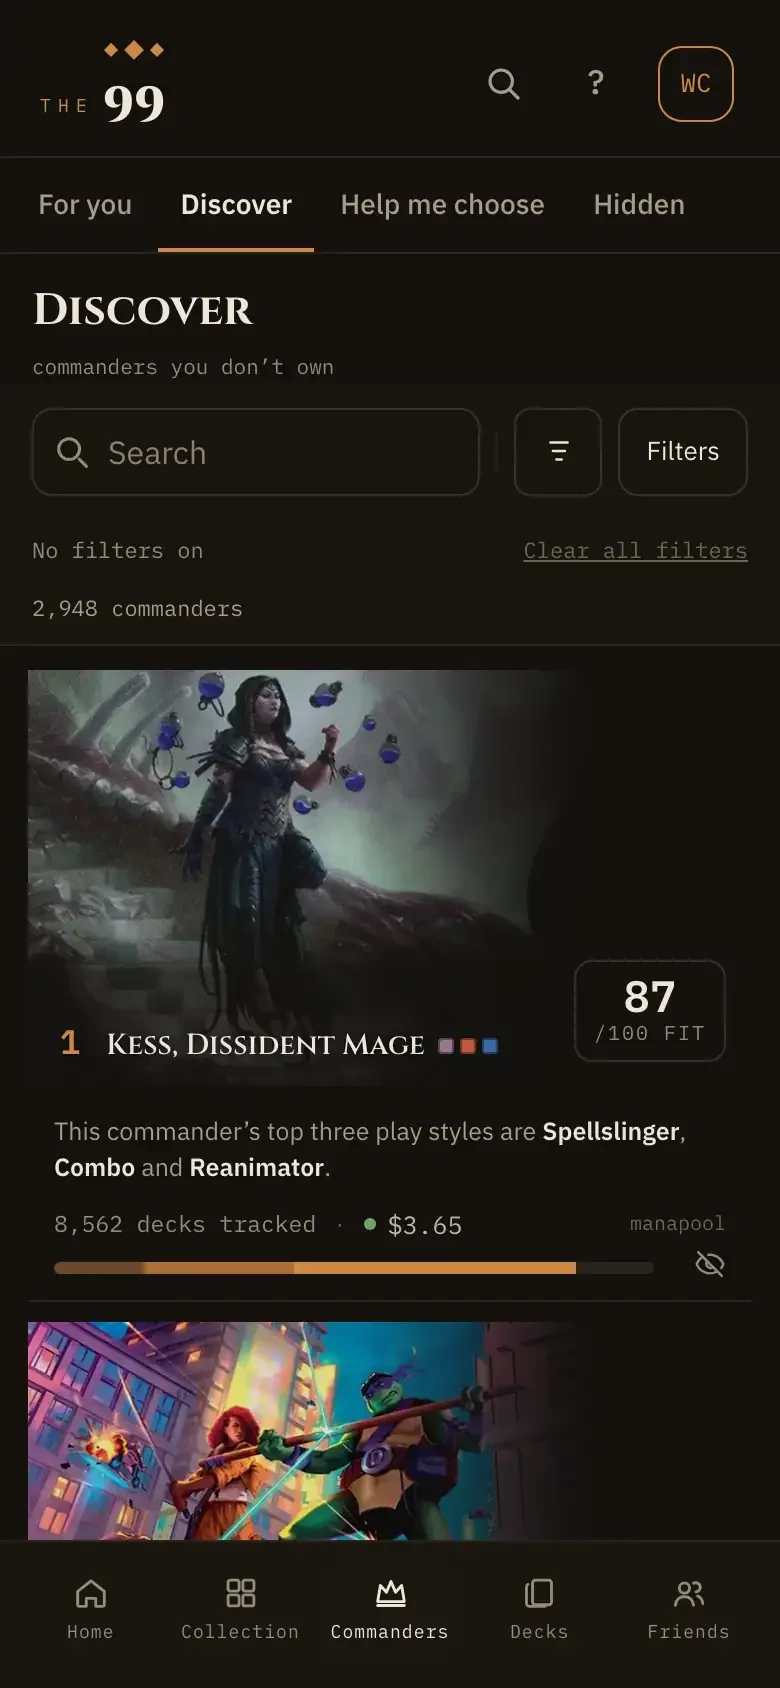 THE 99
?
WC
For you
Discover
Help me choose
Hidden
Discover
commanders you don’t own
Search
Filters
No filters on
Clear all filters
2,948 commanders
1 Kess, Dissident Mage
87
/100 FIT
This commander’s top three play styles are Spellslinger,
Combo and Reanimator.
8,562 decks tracked · $3.65
manapool
Home
Collection
Commanders
Decks
Friends